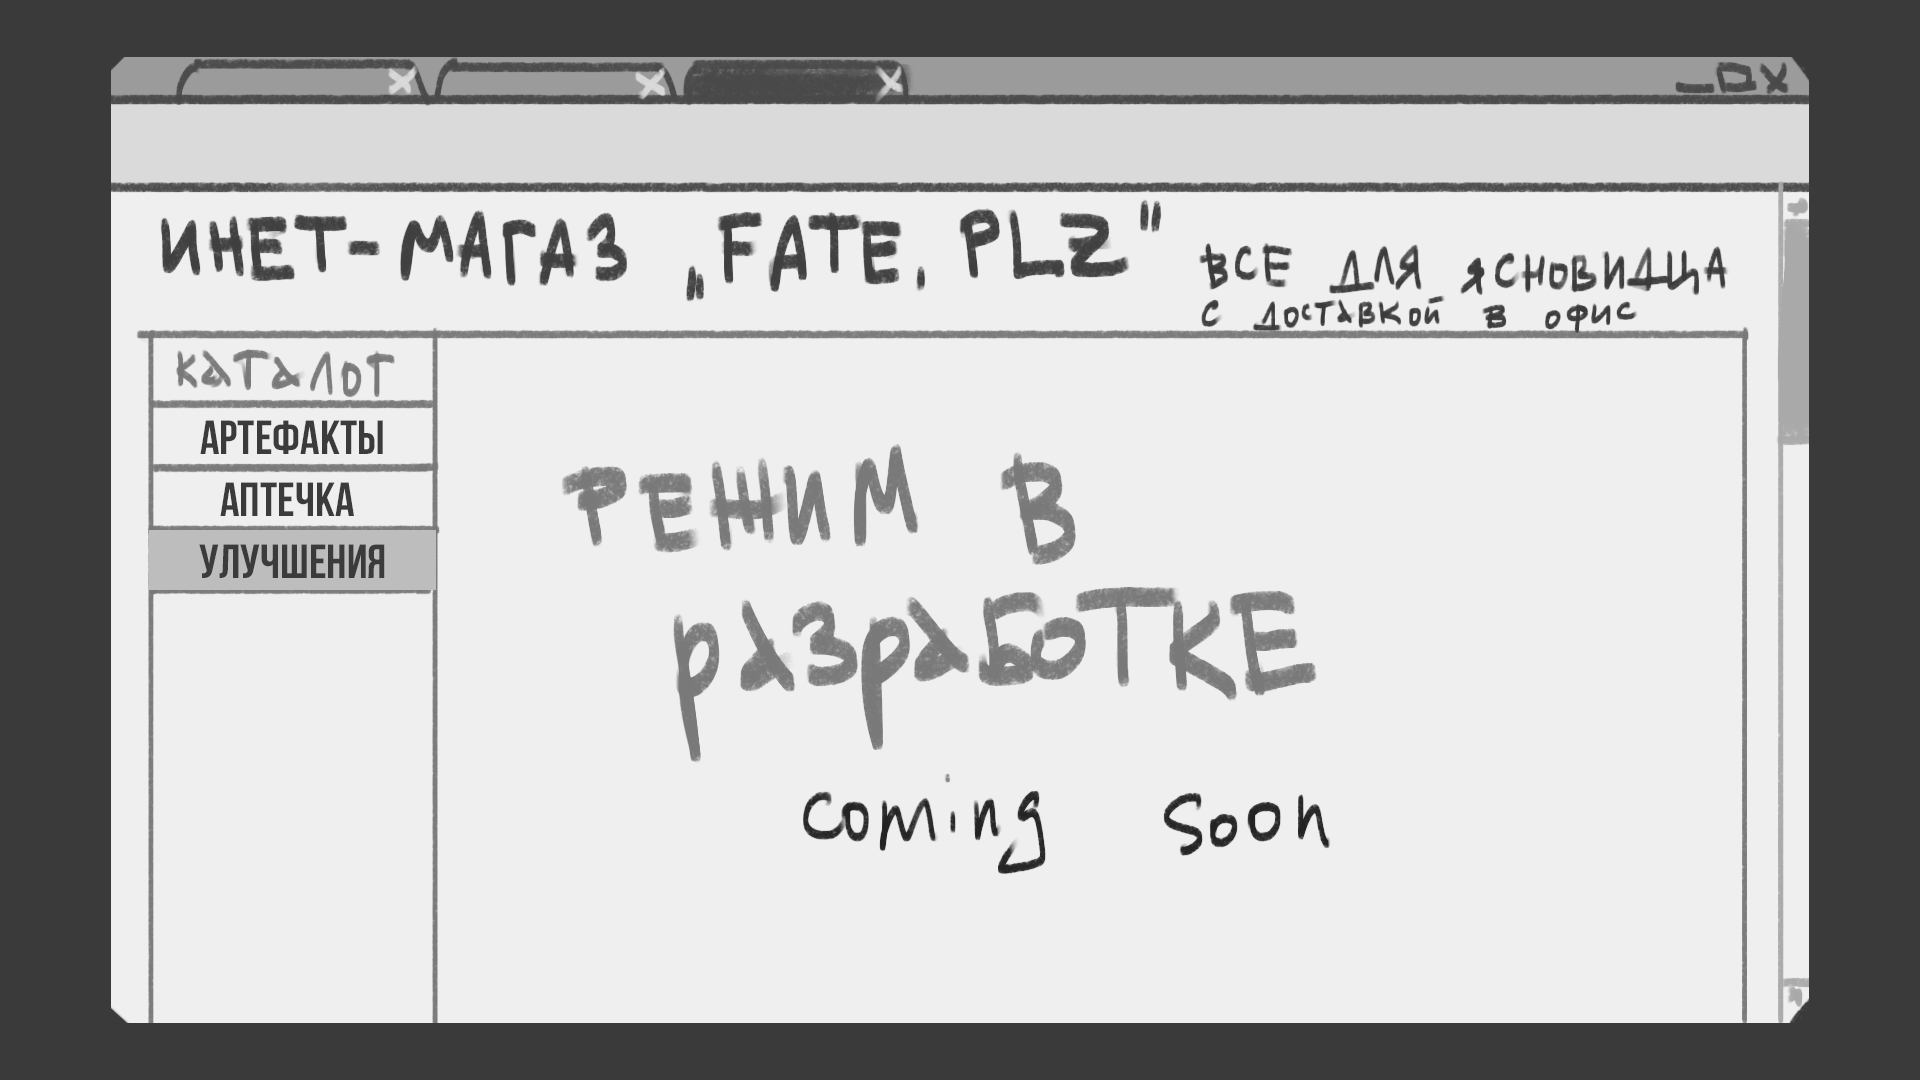 ИНЕТ-МАГАЗ „FATE, PLZ"
ВСЕ ДЛЯ ЯСНОВИДЦА
С ДОСТАВКОЙ В ОФИС
КАТАЛОГ
АРТЕФАКТЫ
АПТЕЧКА
УЛУЧШЕНИЯ
РЕЖИМ В
РАЗРАБОТКЕ
coming soon